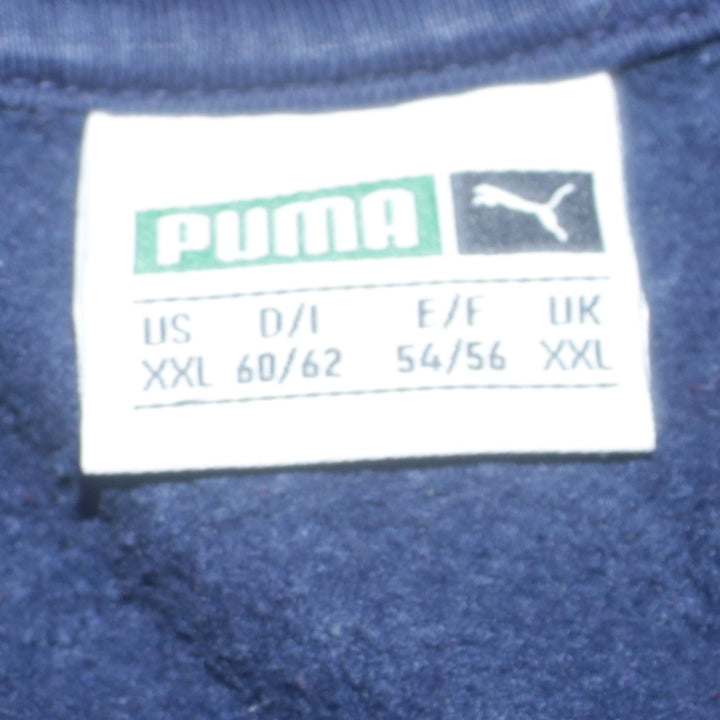 PUMA
US D/I E/F UK
XXL 60/62 54/56 XXL